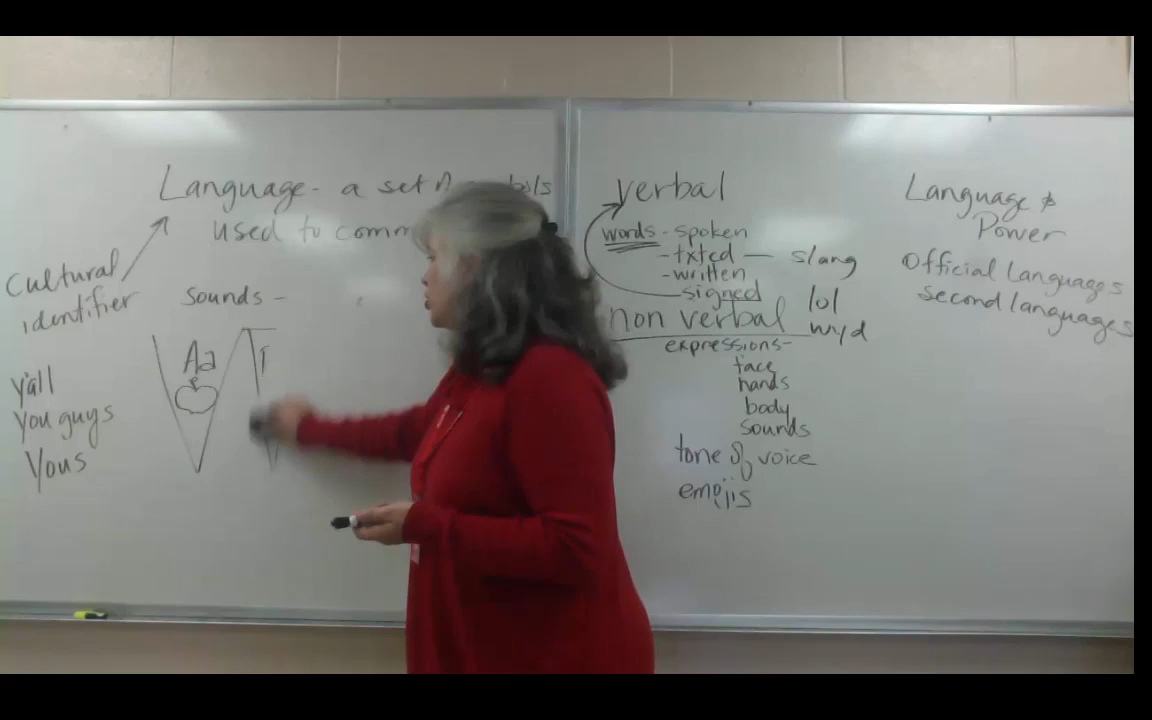 Language - a set
used to comm
Cultural
identifier
Sounds -
Aa
T
y'all
you guys
yous
verbal
words - spoken
- txted — slang
- written
signed
lol
wyd
non verbal
expressions-
face
hands
body
sounds
tone of voice
emojis
Language &
Power
Official Languages
Second languages